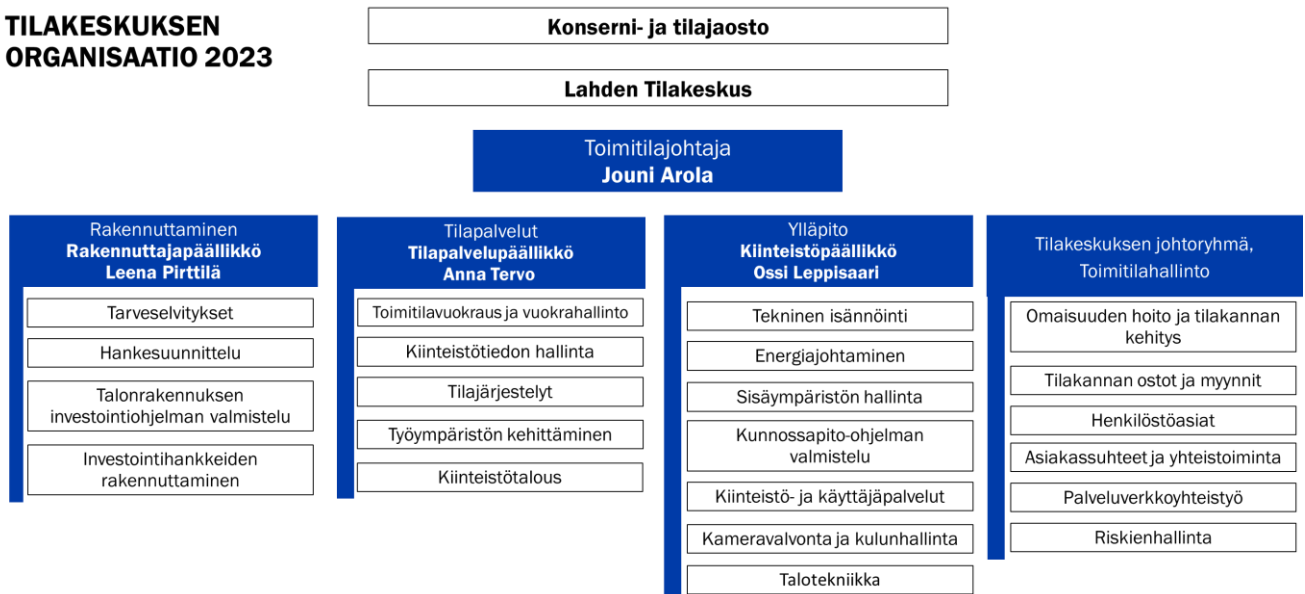 TILAKESKUKSEN
ORGANISAATIO 2023
Konserni- ja tilajaosto
Lahden Tilakeskus
Toimitilajohtaja
Jouni Arola
Rakennuttaminen
Rakennuttajapäällikkö
Leena Pirttilä
Tarveselvitykset
Hankesuunnittelu
Talonrakennuksen
investointiohjelman valmistelu
Investointihankkeiden
rakennuttaminen
Tilapalvelut
Tilapalvelupäällikkö
Anna Tervo
Toimitilavuokraus ja vuokrahallinto
Kiinteistötiedon hallinta
Tilajärjestelyt
Työympäristön kehittäminen
Kiinteistötalous
Ylläpito
Kiinteistöpäällikkö
Ossi Leppisaari
Tekninen isännöinti
Energiajohtaminen
Sisäympäristön hallinta
Kunnossapito-ohjelman
valmistelu
Kiinteistö- ja käyttäjäpalvelut
Kameravalvonta ja kulunhallinta
Talotekniikka
Tilakeskuksen johtoryhmä,
Toimitilahallinto
Omaisuuden hoito ja tilakannan
kehitys
Tilakannan ostot ja myynnit
Henkilöstöasiat
Asiakassuhteet ja yhteistoiminta
Palveluverkkoyhteistyö
Riskienhallinta